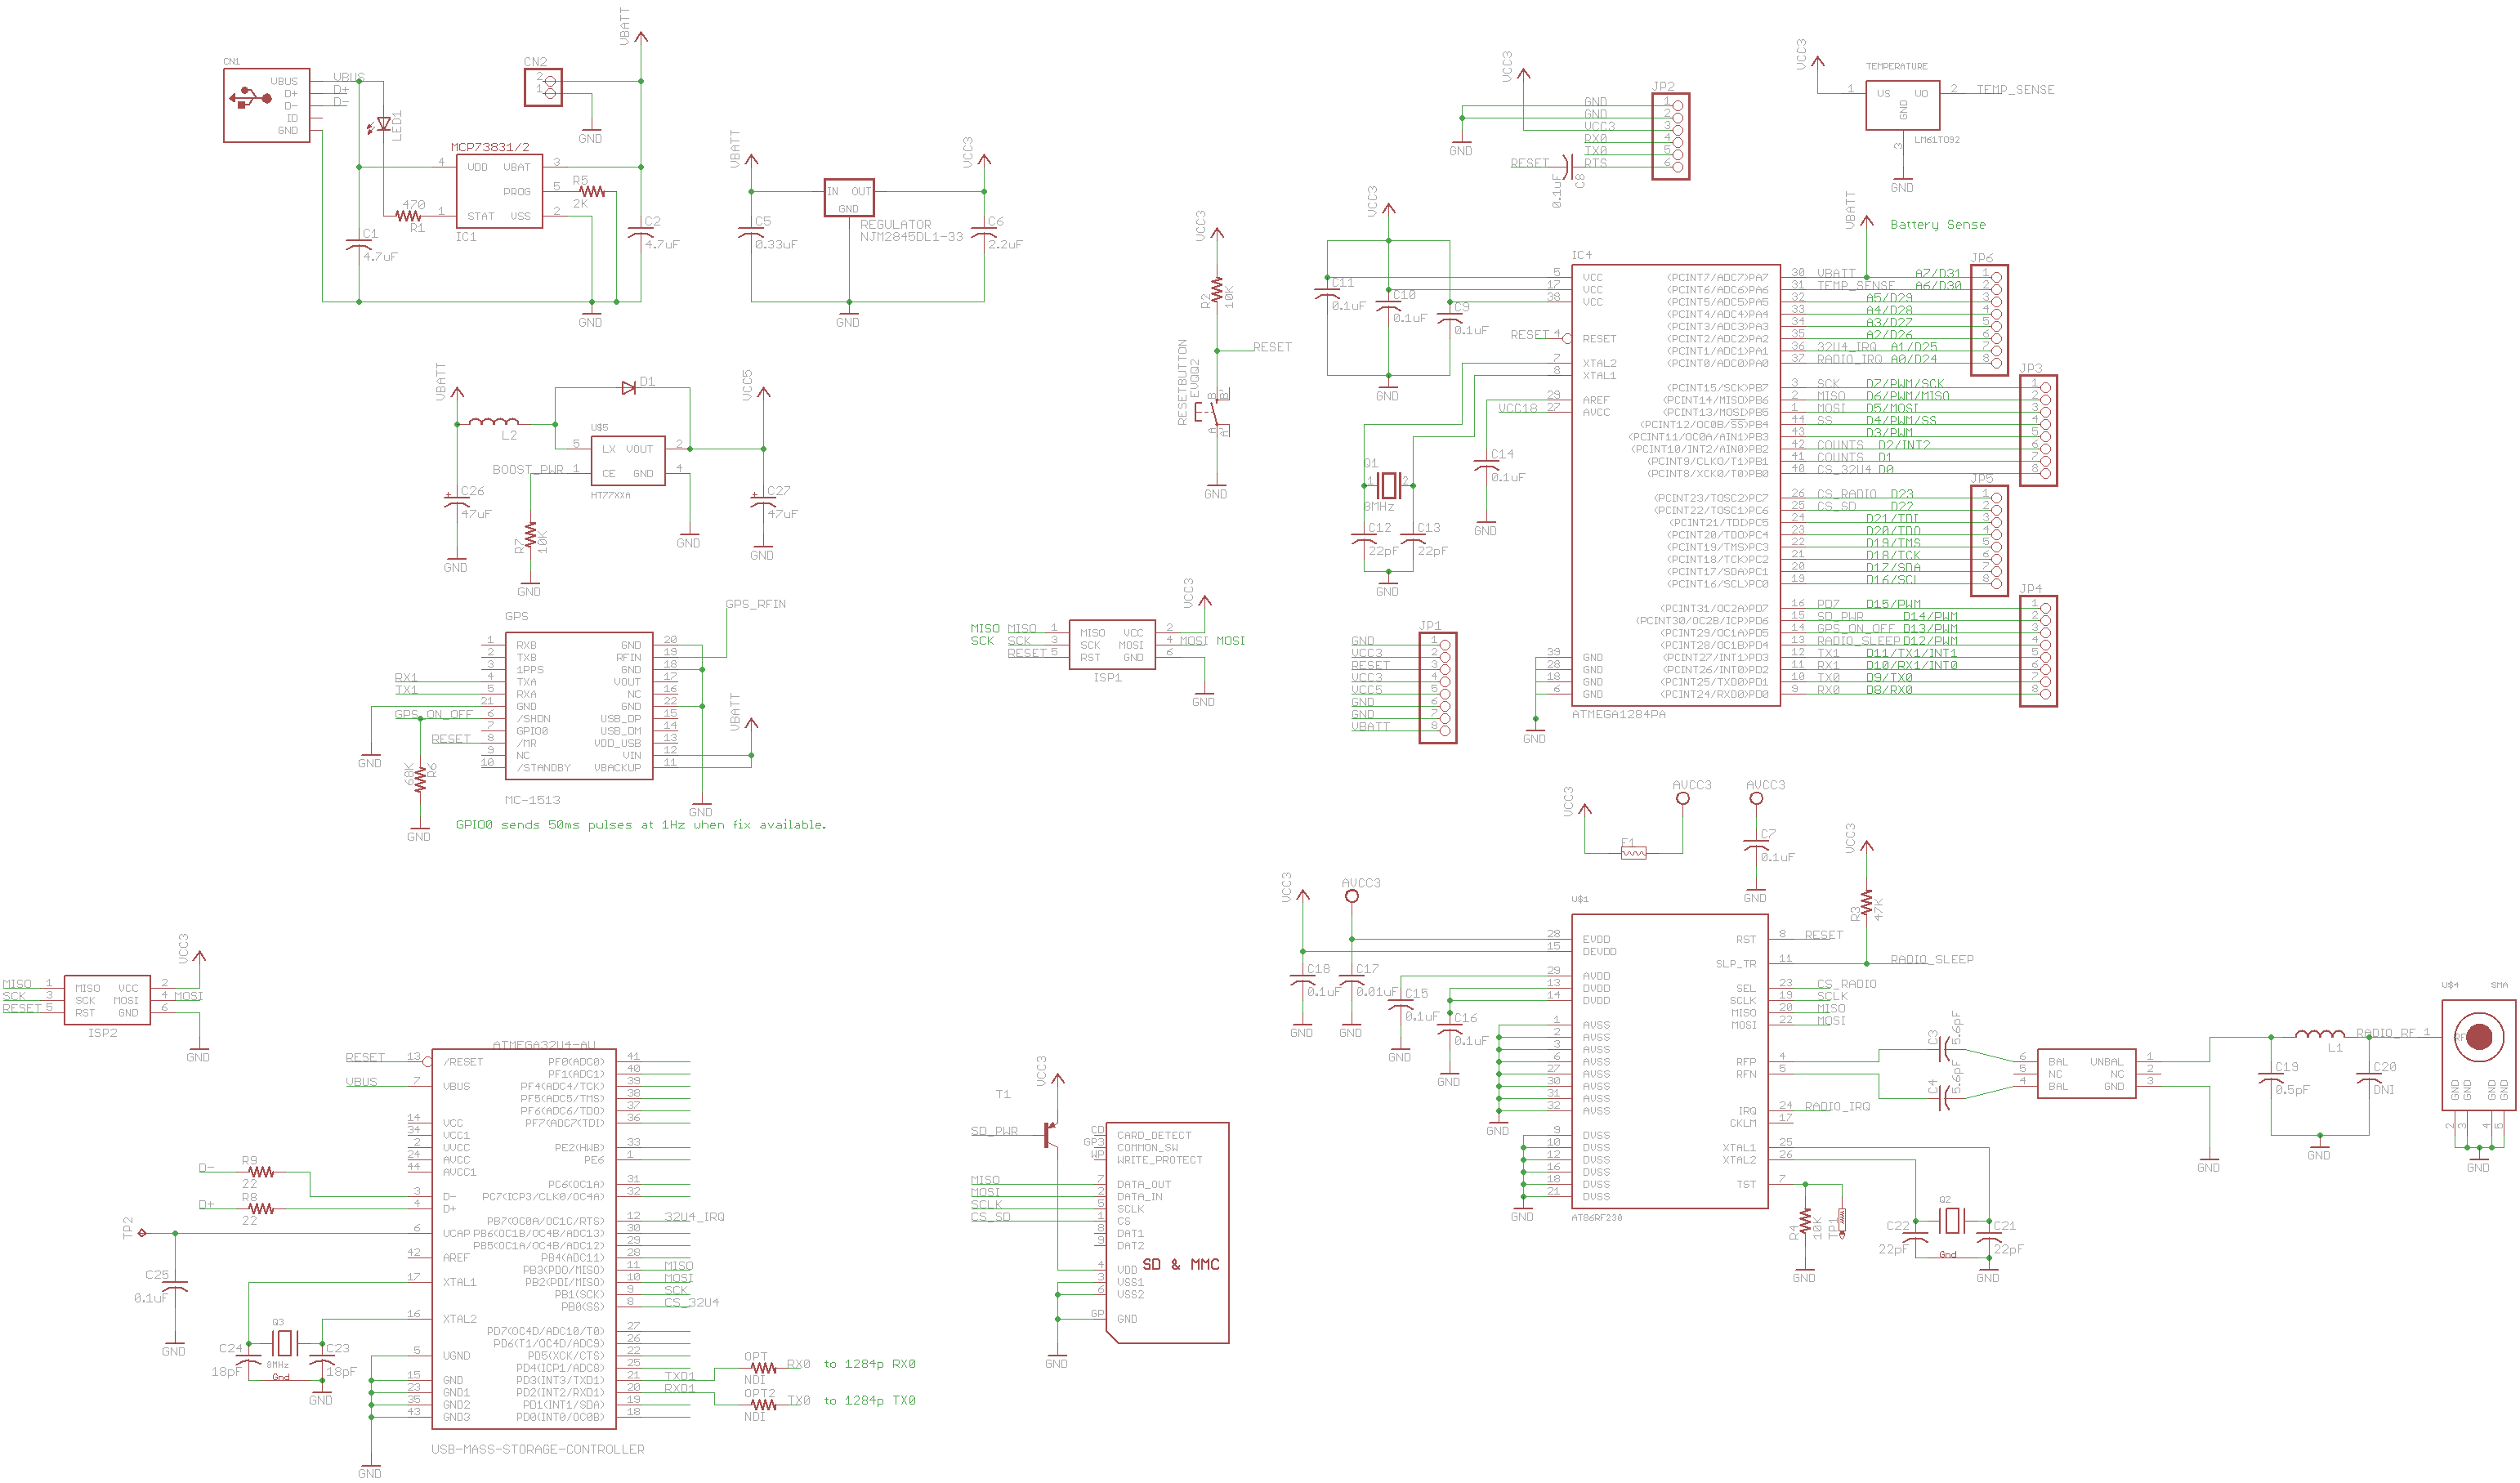 CN1
VBUS
D+
D-
ID
GND
VBUS
D+
D-
LED1
470
R1
C1
4.7uF
MCP73831/2
4 VDD VBAT 3
PROG 5
1 STAT VSS 2
IC1
R5
2K
CN2
2
1
GND
VBATT
C2
4.7uF
GND
VBATT
C5
0.33uF
IN OUT
GND
REGULATOR
NJM2845DL1-33
VCC3
C6
2.2uF
GND
VBATT
L2
D1
VCC5
U$5
5 LX VOUT 2
BOOST_PWR 1 CE GND 4
HT77XXA
C26
47uF
GND
R7
10K
GND
GND
C27
47uF
GND
GPS
GPS_RFIN
1 RXB GND 20
2 TXB RFIN 19
3 1PPS GND 18
RX1 4 TXA VOUT 17
TX1 5 RXA NC 16
21 GND GND 22
GPS_ON_OFF 6 /SHDN USB_DP 15
7 GPIO0 USB_DM 14
RESET 8 /MR VDD_USB 13
9 NC VIN 12
10 /STANDBY VBACKUP 11
VBATT
GND
68K
R6
GND
GND
MC-1513
GPIO0 sends 50ms pulses at 1Hz when fix available.
VCC3
JP2
GND 1
GND 2
VCC3 3
RX0 4
TX0 5
RTS 6
GND
RESET
0.1uF
C8
VCC3
TEMPERATURE
1 VS VO 2 TEMP_SENSE
GND
3
LM61TO92
GND
VCC3
R2
10K
RESET
RESETBUTTON
EVQQ2
GND
VCC3
C11
0.1uF
C10
0.1uF
C9
0.1uF
GND
VBATT
Battery Sense
IC4
5 VCC
17 VCC
38 VCC
RESET 4 RESET
7 XTAL2
8 XTAL1
29 AREF
VCC18 27 AVCC
39 GND
28 GND
18 GND
6 GND
GND
ATMEGA1284PA
C14
0.1uF
GND
Q1
1 2
8MHz
C12
22pF
C13
22pF
GND
JP6
(PCINT7/ADC7)PA7 30 VBATT A7/D31 1
(PCINT6/ADC6)PA6 31 TEMP_SENSE A6/D30 2
(PCINT5/ADC5)PA5 32 A5/D29 3
(PCINT4/ADC4)PA4 33 A4/D28 4
(PCINT3/ADC3)PA3 34 A3/D27 5
(PCINT2/ADC2)PA2 35 A2/D26 6
(PCINT1/ADC1)PA1 36 32U4_IRQ A1/D25 7
(PCINT0/ADC0)PA0 37 RADIO_IRQ A0/D24 8
JP3
(PCINT15/SCK)PB7 3 SCK D7/PWM/SCK 1
(PCINT14/MISO)PB6 2 MISO D6/PWM/MISO 2
(PCINT13/MOSI)PB5 1 MOSI D5/MOSI 3
(PCINT12/OC0B/SS)PB4 44 SS D4/PWM/SS 4
(PCINT11/OC0A/AIN1)PB3 43 D3/PWM 5
(PCINT10/INT2/AIN0)PB2 42 COUNTS D2/INT2 6
(PCINT9/CLKO/T1)PB1 41 COUNTS D1 7
(PCINT8/XCK0/T0)PB0 40 CS_32U4 D0 8
JP5
(PCINT23/TOSC2)PC7 26 CS_RADIO D23 1
(PCINT22/TOSC1)PC6 25 CS_SD D22 2
(PCINT21/TDI)PC5 24 D21/TDI 3
(PCINT20/TDO)PC4 23 D20/TDO 4
(PCINT19/TMS)PC3 22 D19/TMS 5
(PCINT18/TCK)PC2 21 D18/TCK 6
(PCINT17/SDA)PC1 20 D17/SDA 7
(PCINT16/SCL)PC0 19 D16/SCL 8
JP4
(PCINT31/OC2A)PD7 16 PD7 D15/PWM 1
(PCINT30/OC2B/ICP)PD6 15 SD_PWR D14/PWM 2
(PCINT29/OC1A)PD5 14 GPS_ON_OFF D13/PWM 3
(PCINT28/OC1B)PD4 13 RADIO_SLEEP D12/PWM 4
(PCINT27/INT1)PD3 12 TX1 D11/TX1/INT1 5
(PCINT26/INT0)PD2 11 RX1 D10/RX1/INT0 6
(PCINT25/TXD0)PD1 10 TX0 D9/TX0 7
(PCINT24/RXD0)PD0 9 RX0 D8/RX0 8
VCC3
MISO MISO 1 MISO VCC 2
SCK SCK 3 SCK MOSI 4 MOSI MOSI
RESET 5 RST GND 6
ISP1
GND
JP1
GND 1
VCC3 2
RESET 3
VCC3 4
VCC5 5
GND 6
GND 7
VBATT 8
VCC3
F1
AVCC3
AVCC3
C7
0.1uF
GND
VCC3
R3
47K
VCC3
AVCC3
C18
0.1uF
GND
C17
0.01uF
GND
C15
0.1uF
GND
C16
0.1uF
GND
U$1
28 EVDD RST 8 RESET
15 DEVDD
SLP_TR 11 RADIO_SLEEP
29 AVDD
13 DVDD SEL 23 CS_RADIO
14 DVDD SCLK 19 SCLK
MISO 20 MISO
1 AVSS MOSI 22 MOSI
2 AVSS
3 AVSS
6 AVSS RFP 4
27 AVSS RFN 5
30 AVSS
31 AVSS
32 AVSS IRQ 24 RADIO_IRQ
CKLM 17
GND
9 DVSS
10 DVSS XTAL1 25
12 DVSS XTAL2 26
16 DVSS
18 DVSS TST 7
21 DVSS
GND
AT86RF230
C3
5.6pF
C4
5.6pF
6 BAL UNBAL 1
5 NC NC 2
4 BAL GND 3
GND
C19
0.5pF
L1
C20
DNI
GND
RADIO_RF 1
U$4 SMA
RF
GND GND GND GND
2 3 4 5
GND
R4
10K
TP1
GND
Q2
C22
22pF
Gnd
C21
22pF
GND
VCC3
MISO 1 MISO VCC 2
SCK 3 SCK MOSI 4 MOSI
RESET 5 RST GND 6
ISP2
GND
ATMEGA32U4-AU
RESET 13 /RESET
VBUS 7 VBUS
14 VCC
34 VCC1
2 UVCC
24 AVCC
44 AVCC1
D- R9 22 3 D-
D+ R8 22 4 D+
TP2 6 UCAP
42 AREF
17 XTAL1
16 XTAL2
5 UGND
15 GND
23 GND1
35 GND2
43 GND3
GND
C25
0.1uF
GND
Q3
8MHz
Gnd
C24
18pF
C23
18pF
GND
PF0(ADC0) 41
PF1(ADC1) 40
PF4(ADC4/TCK) 39
PF5(ADC5/TMS) 38
PF6(ADC6/TDO) 37
PF7(ADC7(TDI) 36
PE2(HWB) 33
PE6 1
PC6(OC1A) 31
PC7(ICP3/CLK0/OC4A) 32
PB7(OC0A/OC1C/RTS) 12 32U4_IRQ
PB6(OC1B/OC4B/ADC13) 30
PB5(OC1A/OC4B/ADC12) 29
PB4(ADC11) 28
PB3(PDO/MISO) 11 MISO
PB2(PDI/MISO) 10 MOSI
PB1(SCK) 9 SCK
PB0(SS) 8 CS_32U4
PD7(OC4D/ADC10/T0) 27
PD6(T1/OC4D/ADC9) 26
PD5(XCK/CTS) 22
PD4(ICP1/ADC8) 25
PD3(INT3/TXD1) 21 TXD1
PD2(INT2/RXD1) 20 RXD1
PD1(INT1/SDA) 19
PD0(INT0/OC0B) 18
USB-MASS-STORAGE-CONTROLLER
OPT
NDI
RX0 to 1284p RX0
OPT2
NDI
TX0 to 1284p TX0
T1
VCC3
SD_PWR
CD CARD_DETECT
GP3 COMMON_SW
WP WRITE_PROTECT
MISO 7 DATA_OUT
MOSI 2 DATA_IN
SCLK 5 SCLK
CS_SD 1 CS
8 DAT1
9 DAT2
4 VDD
3 VSS1
6 VSS2
GP GND
SD & MMC
GND